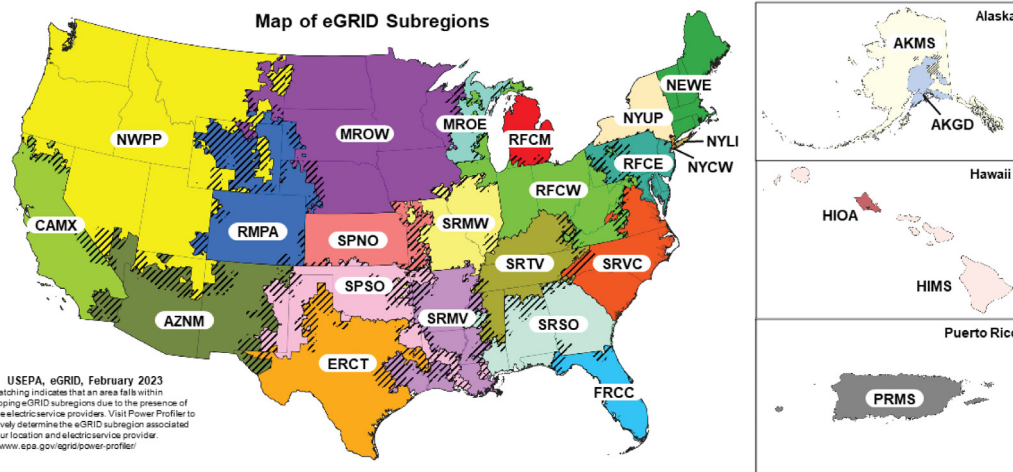 Map of eGRID Subregions
NWPP
MROW
MROE
RFCM
NYUP
NEWE
NYLI
NYCW
RFCE
RFCW
CAMX
RMPA
SPNO
SRMW
SRTV
SRVC
AZNM
SPSO
SRMV
SRSO
ERCT
FRCC
USEPA, eGRID, February 2023
atching indicates that an area falls within
pping eGRID subregions due to the presence of
e electric service providers. Visit Power Profiler to
vely determine the eGRID subregion associated
ur location and electric service provider.
www.epa.gov/egrid/power-profiler/
Alaska
AKMS
AKGD
Hawaii
HIOA
HIMS
Puerto Rico
PRMS